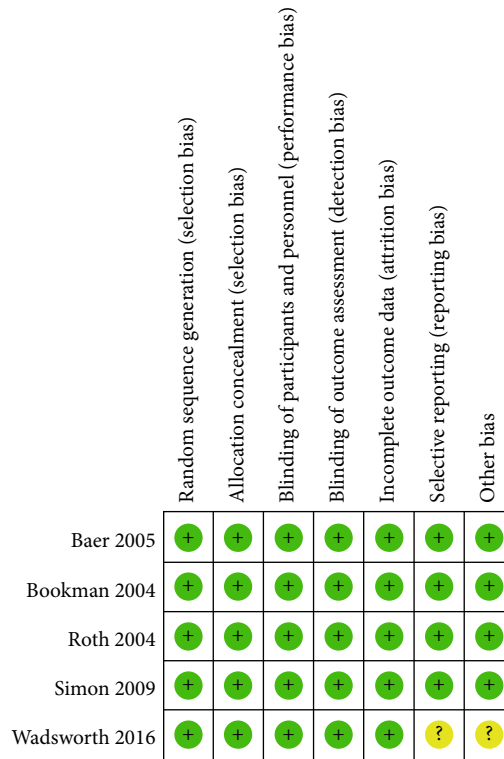 Random sequence generation (selection bias)
Allocation concealment (selection bias)
Blinding of participants and personnel (performance bias)
Blinding of outcome assessment (detection bias)
Incomplete outcome data (attrition bias)
Selective reporting (reporting bias)
Other bias
Baer 2005 + + + + + + +
Bookman 2004 + + + + + + +
Roth 2004 + + + + + + +
Simon 2009 + + + + + + +
Wadsworth 2016 + + + + + ? ?